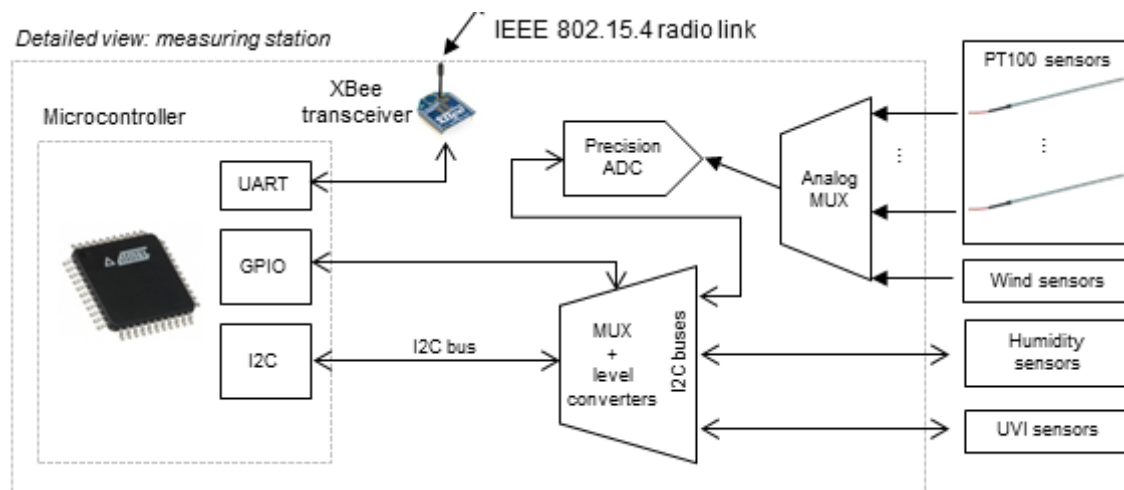 IEEE 802.15.4 radio link
Detailed view: measuring station
XBee
transceiver
Microcontroller
UART
GPIO
I2C
I2C bus
Precision
ADC
Analog
MUX
MUX
+
level
converters
I2C buses
PT100 sensors
...
...
Wind sensors
Humidity
sensors
UVI sensors